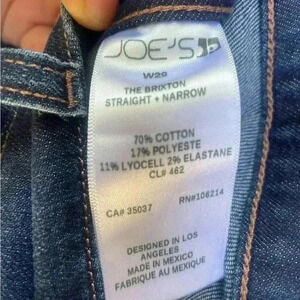 JOE'S
W29
THE BRIXTON
STRAIGHT + NARROW
70% COTTON
17% POLYESTE
11% LYOCELL 2% ELASTANE
CL# 462
CA# 35037 RN#106214
DESIGNED IN LOS
ANGELES
MADE IN MEXICO
FABRIQUE AU MEXIQUE